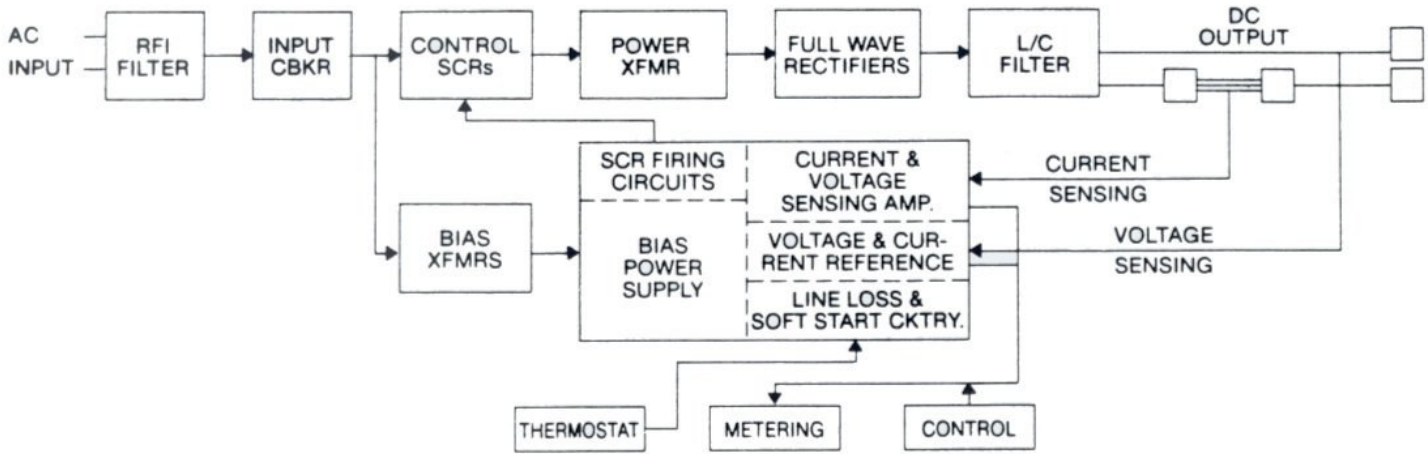 AC
INPUT
RFI
FILTER
INPUT
CBKR
CONTROL
SCRs
POWER
XFMR
FULL WAVE
RECTIFIERS
L/C
FILTER
DC
OUTPUT
SCR FIRING
CIRCUITS
CURRENT &
VOLTAGE
SENSING AMP.
CURRENT
SENSING
BIAS
XFMRS
BIAS
POWER
SUPPLY
VOLTAGE & CUR-
RENT REFERENCE
VOLTAGE
SENSING
LINE LOSS &
SOFT START CKTRY.
THERMOSTAT
METERING
CONTROL